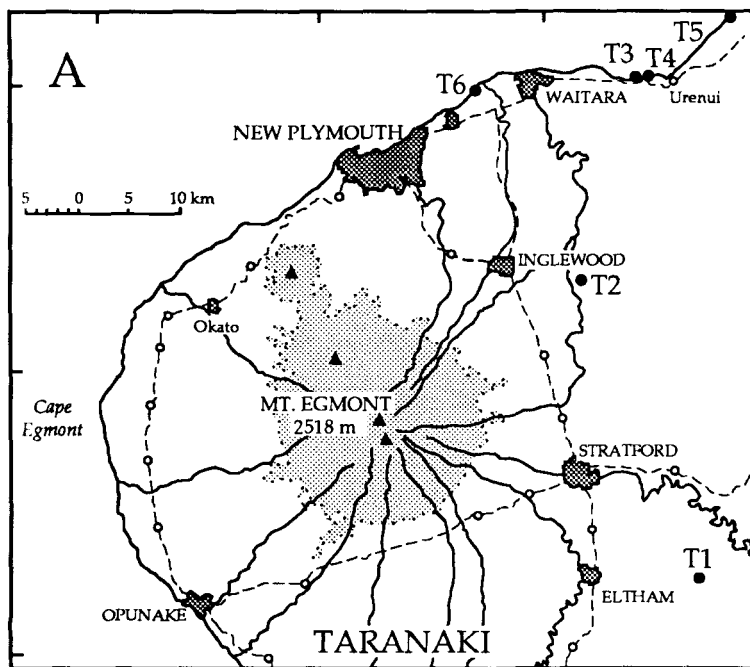 A
T5
T3
T4
T6
WAITARA
Urenui
NEW PLYMOUTH
5 0 5 10 km
INGLEWOOD
T2
Okato
MT. EGMONT
2518 m
Cape
Egmont
STRATFORD
T1
ELTHAM
OPUNAKE
TARANAKI